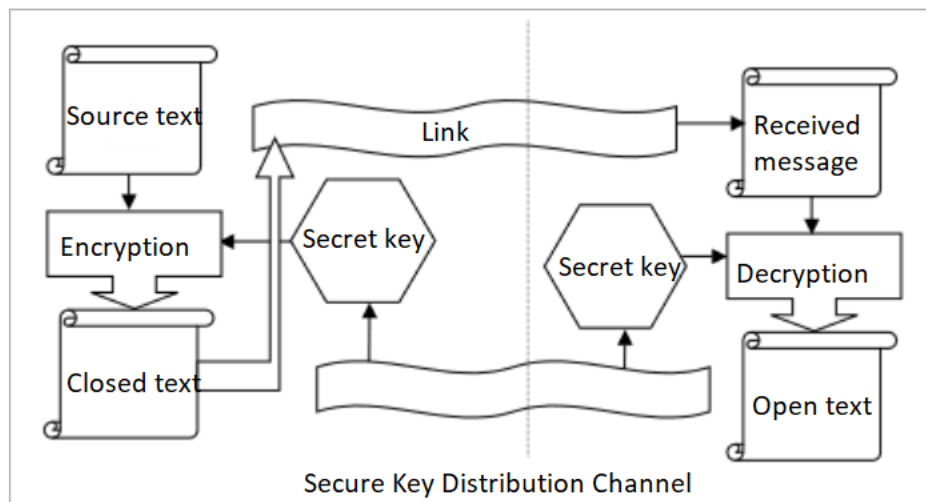 Source text
Link
Received
message
Encryption
Secret key
Secret key
Decryption
Closed text
Open text
Secure Key Distribution Channel